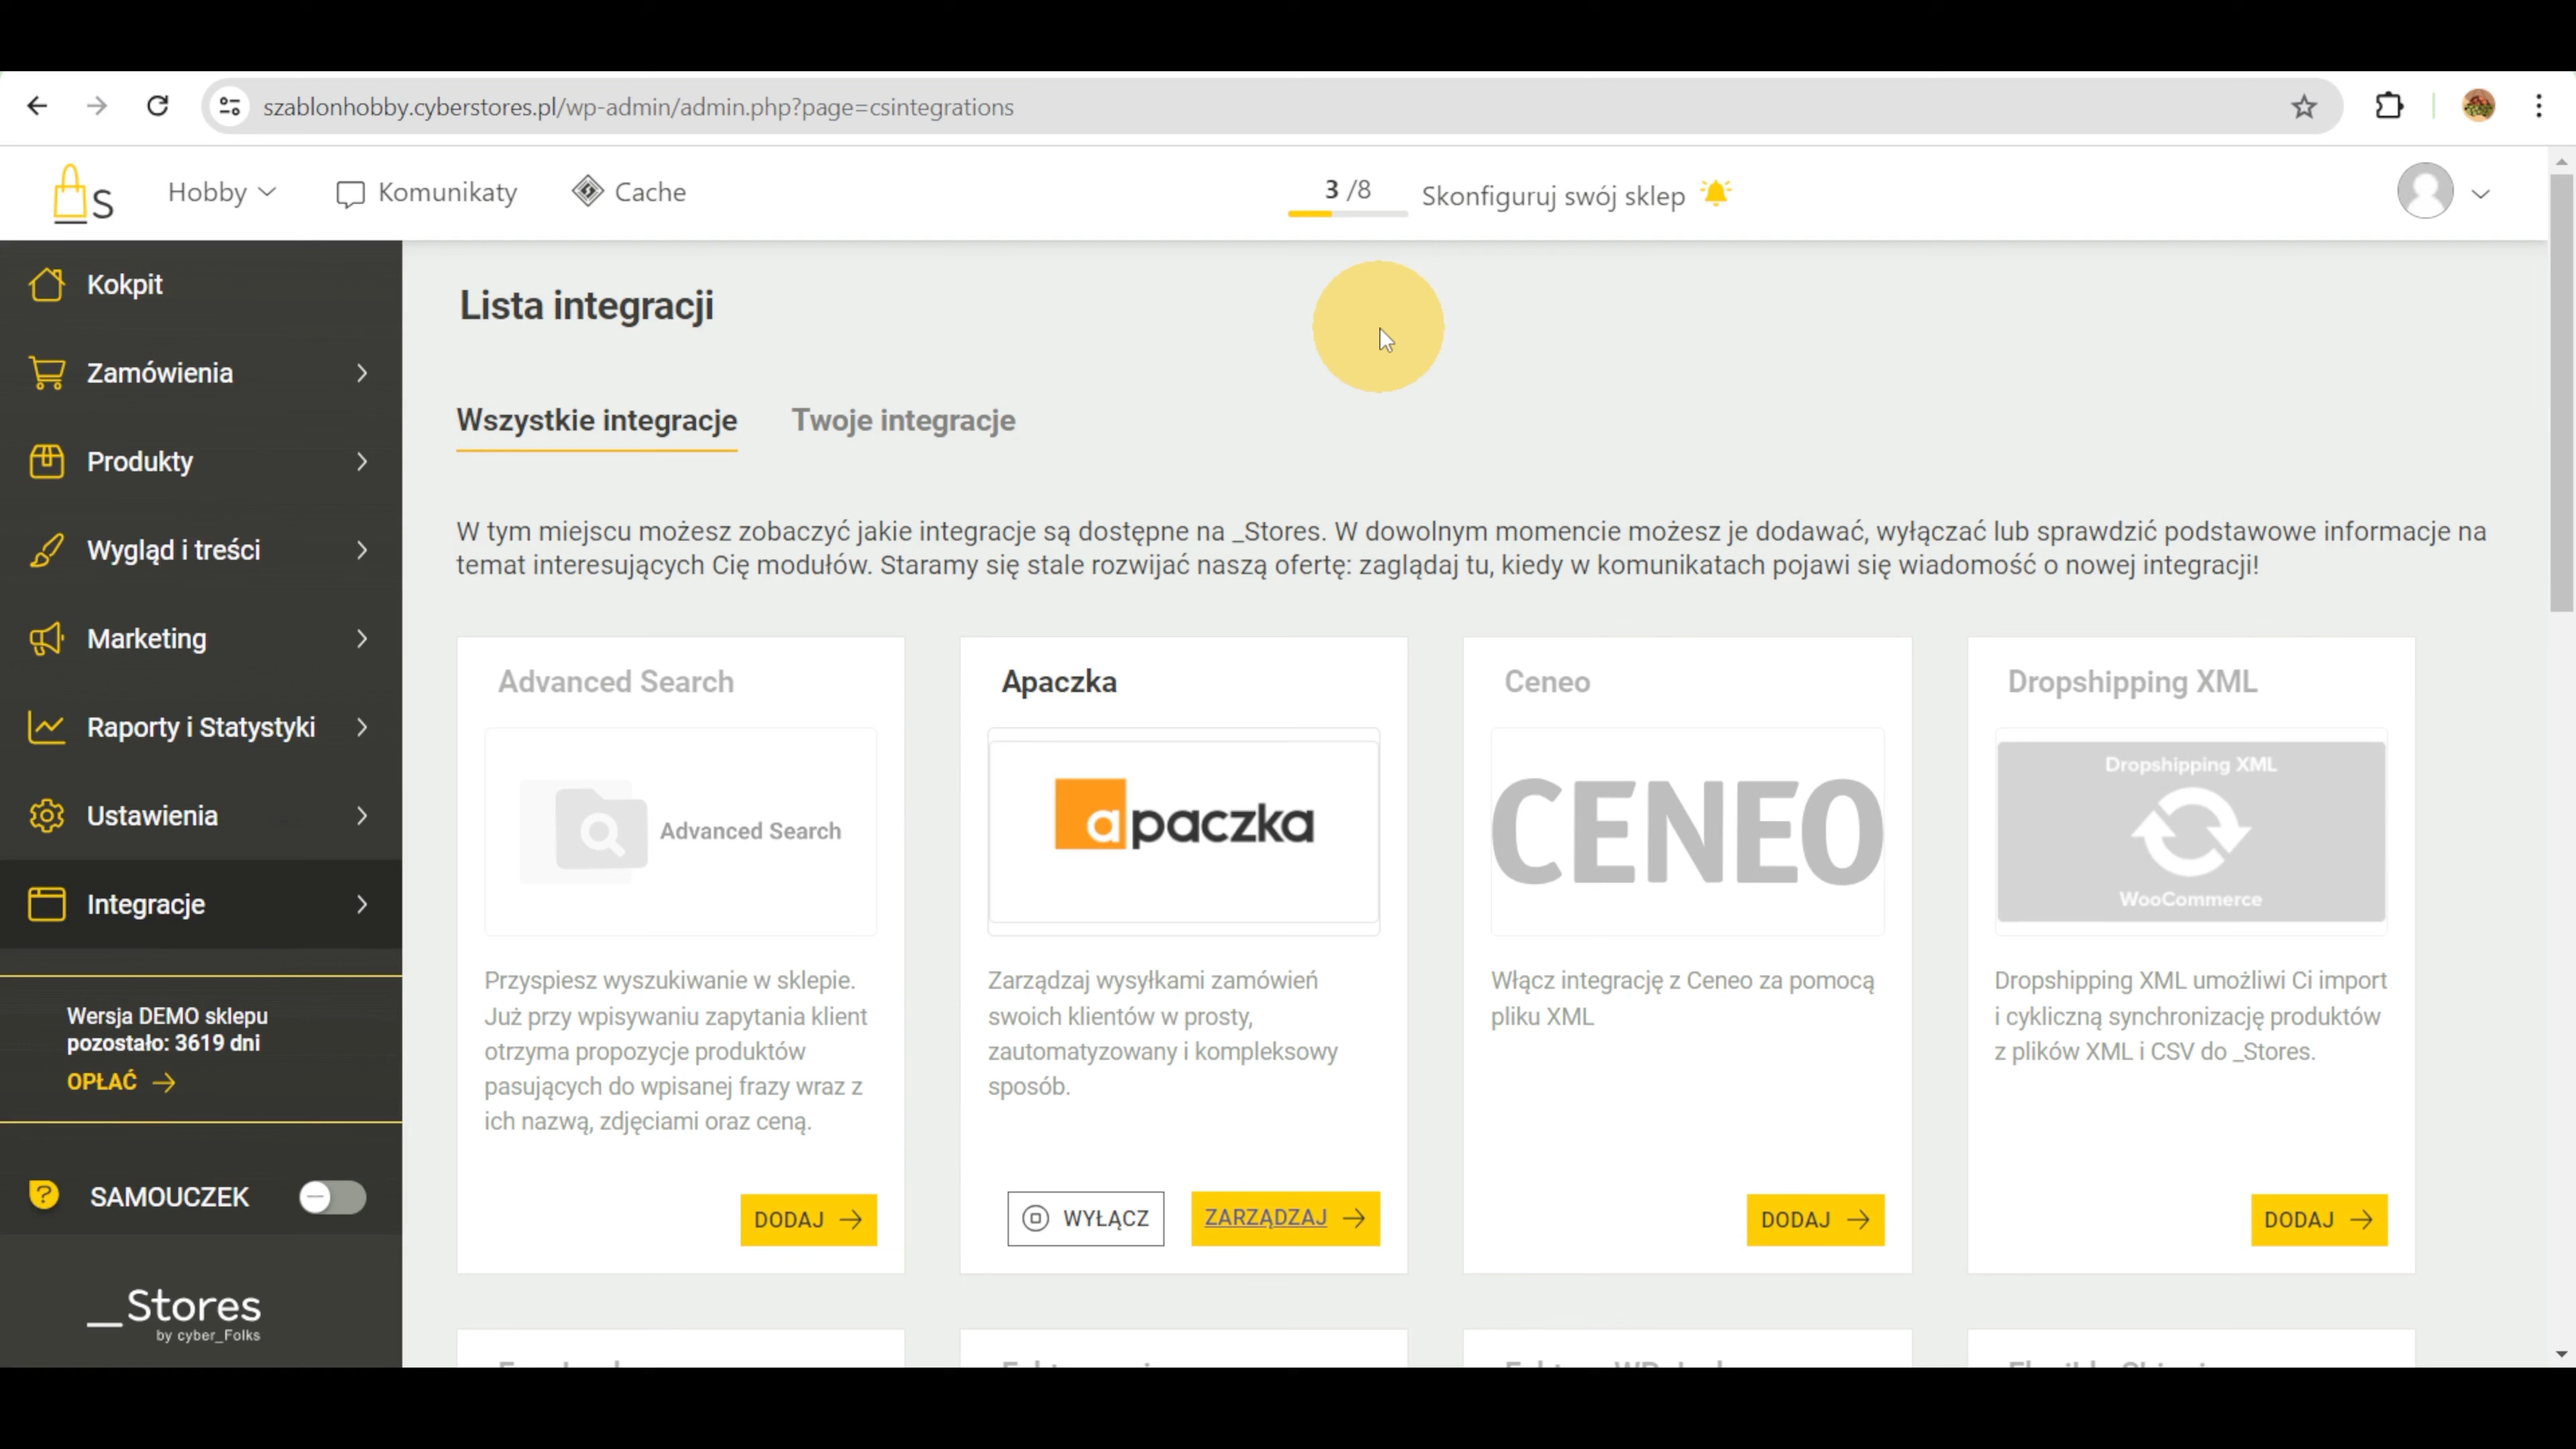 szablonhobby.cyberstores.pl/wp-admin/admin.php?page=csintegrations
S
Hobby
Komunikaty
Cache
3 /8
Skonfiguruj swój sklep
Kokpit
Zamówienia
Produkty
Wygląd i treści
Marketing
Raporty i Statystyki
Ustawienia
Integracje
Wersja DEMO sklepu
pozostało: 3619 dni
OPŁAĆ
SAMOUCZEK
_Stores
by cyber_Folks
Lista integracji
Wszystkie integracje
Twoje integracje
W tym miejscu możesz zobaczyć jakie integracje są dostępne na _Stores. W dowolnym momencie możesz je dodawać, wyłączać lub sprawdzić podstawowe informacje na
temat interesujących Cię modułów. Staramy się stale rozwijać naszą ofertę: zaglądaj tu, kiedy w komunikatach pojawi się wiadomość o nowej integracji!
Advanced Search
Advanced Search
Przyspiesz wyszukiwanie w sklepie.
Już przy wpisywaniu zapytania klient
otrzyma propozycje produktów
pasujących do wpisanej frazy wraz z
ich nazwą, zdjęciami oraz ceną.
DODAJ
Apaczka
apaczka
Zarządzaj wysyłkami zamówień
swoich klientów w prosty,
zautomatyzowany i kompleksowy
sposób.
WYŁĄCZ
ZARZĄDZAJ
Ceneo
CENEO
Włącz integrację z Ceneo za pomocą
pliku XML
DODAJ
Dropshipping XML
Dropshipping XML
WooCommerce
Dropshipping XML umożliwi Ci import
i cykliczną synchronizację produktów
z plików XML i CSV do _Stores.
DODAJ